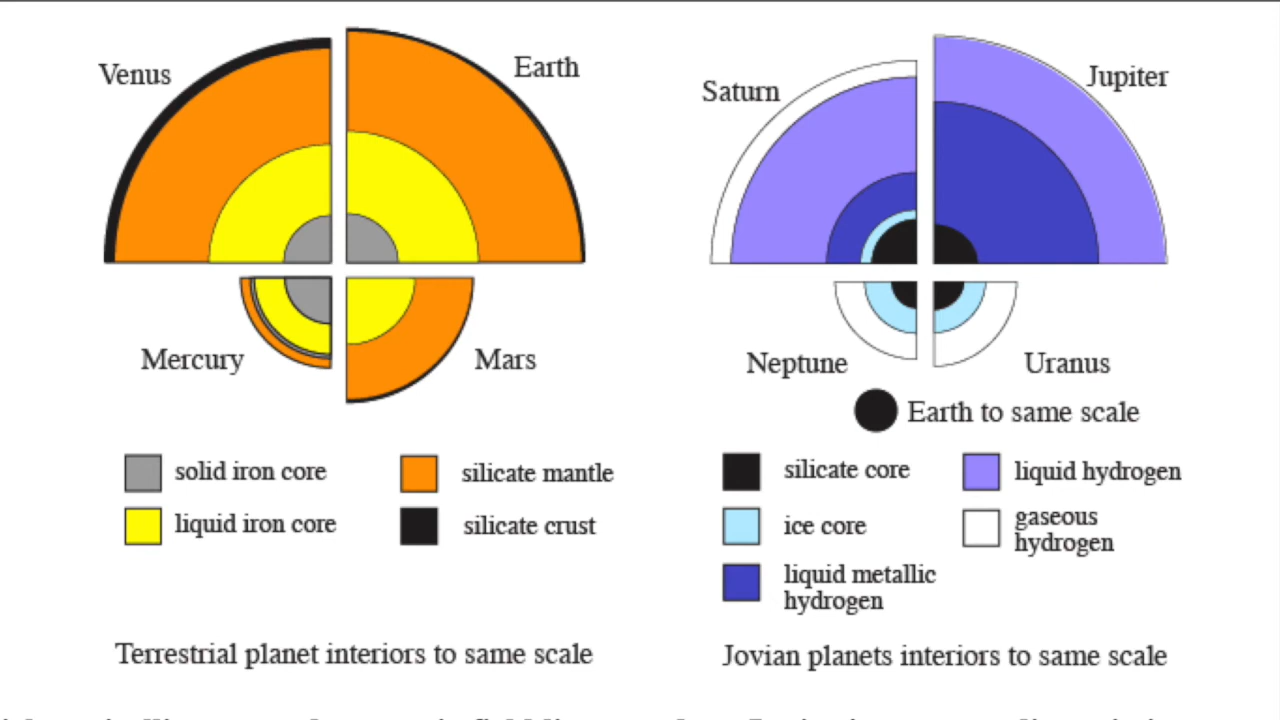 Venus
Earth
Mercury
Mars
solid iron core
silicate mantle
liquid iron core
silicate crust
Terrestrial planet interiors to same scale
Saturn
Jupiter
Neptune
Uranus
Earth to same scale
silicate core
liquid hydrogen
ice core
gaseous
hydrogen
liquid metallic
hydrogen
Jovian planets interiors to same scale